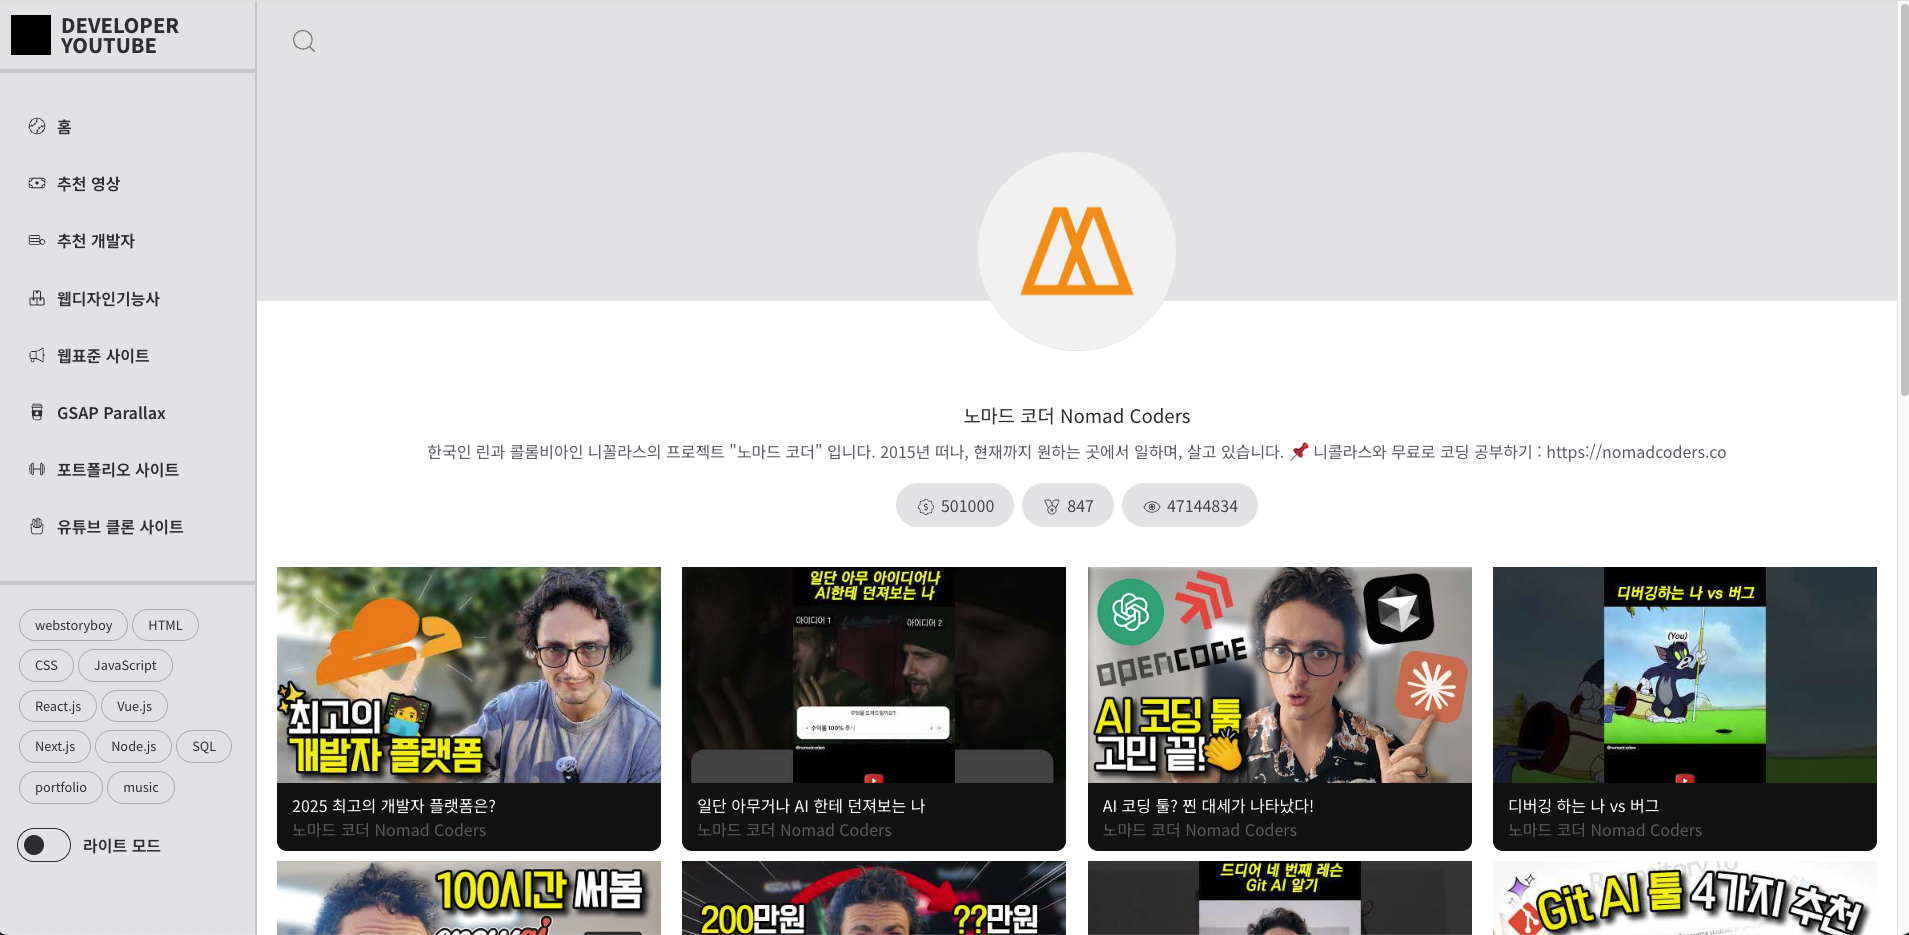 DEVELOPER
YOUTUBE
홈
추천 영상
추천 개발자
웹디자인기능사
웹표준 사이트
GSAP Parallax
포트폴리오 사이트
유튜브 클론 사이트
webstoryboy
HTML
CSS
JavaScript
React.js
Vue.js
Next.js
Node.js
SQL
portfolio
music
라이트 모드
노마드 코더 Nomad Coders
한국인 린과 콜롬비아인 니꼴라스의 프로젝트 "노마드 코더" 입니다. 2015년 떠나, 현재까지 원하는 곳에서 일하며, 살고 있습니다. 📌 니콜라스와 무료로 코딩 공부하기 : https://nomadcoders.co
501000
847
47144834
최고의
개발자 플랫폼
2025 최고의 개발자 플랫폼은?
노마드 코더 Nomad Coders
일단 아무 아이디어나
AI한테 던져보는 나
아이디어 1
아이디어 2
무엇을 도와드릴까요?
수익률 100% 주
@nomadcoders
일단 아무거나 AI 한테 던져보는 나
노마드 코더 Nomad Coders
OPENCODE
AI 코딩 툴
고민 끝!
AI 코딩 툴? 찐 대세가 나타났다!
노마드 코더 Nomad Coders
디버깅하는 나 vs 버그
(You)
@nomadcoders
디버깅 하는 나 vs 버그
노마드 코더 Nomad Coders
100시간 써봄
200만원
??만원
드디어 네 번째 레슨
Git AI 알기
Git AI 툴 4가지 추천